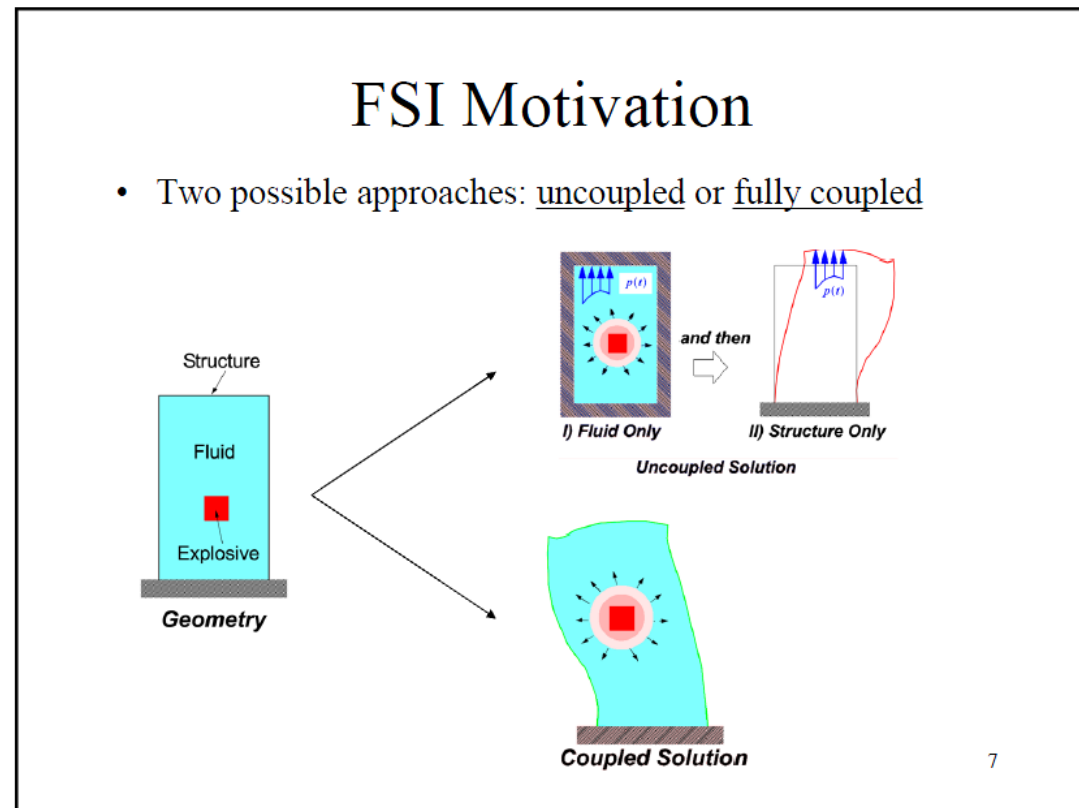 FSI Motivation
• Two possible approaches: uncoupled or fully coupled
Structure
Fluid
Explosive
Geometry
p(t)
I) Fluid Only
and then
p(t)
II) Structure Only
Uncoupled Solution
Coupled Solution
7